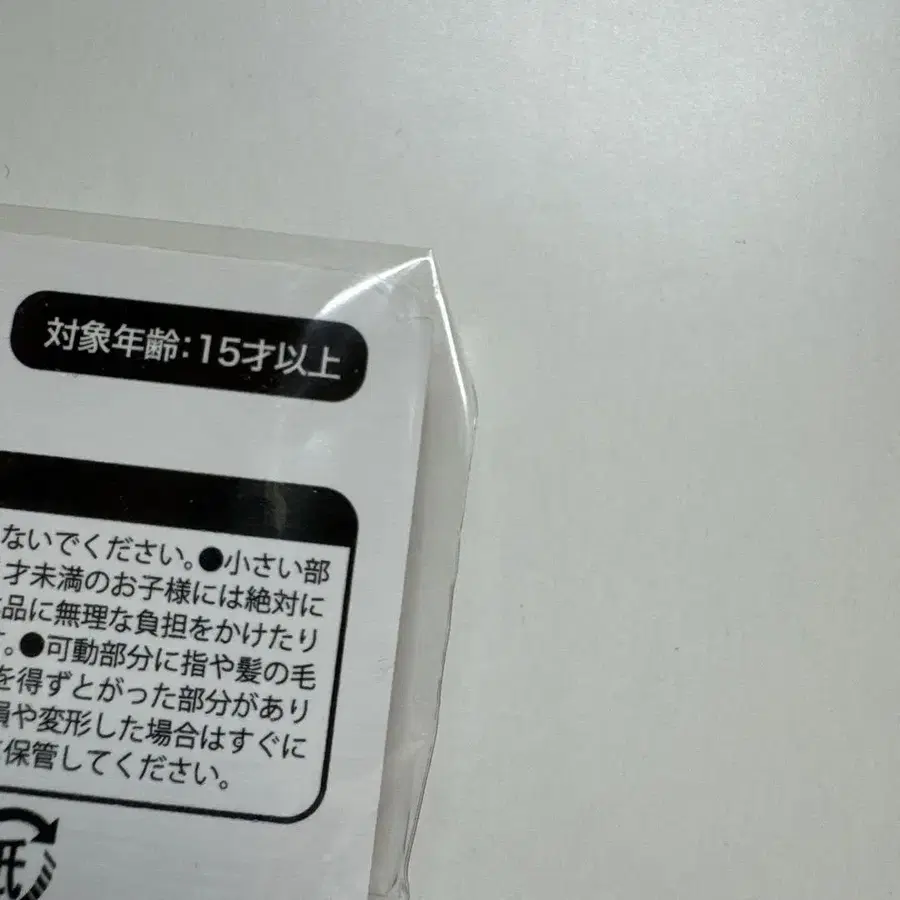 対象年齢:15才以上
ないでください。●小さい部
才未満のお子様には絶対に
品に無理な負担をかけたり
。●可動部分に指や髪の毛
を得ずとがった部分があり
損や変形した場合はすぐに
保管してください。